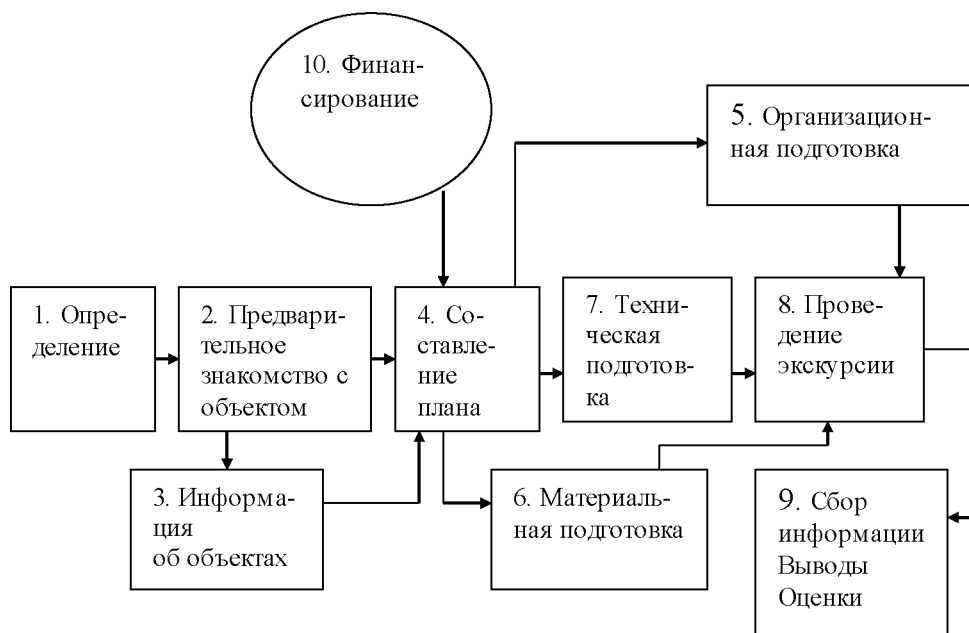 10. Финан-
сирование
5. Организацион-
ная подготовка
1. Опре-
деление
2. Предвари-
тельное
знакомство с
объектом
4. Со-
ставле-
ние
плана
7. Техни-
ческая
подготов-
ка
8. Прове-
дение
экскурсии
3. Информа-
ция
об объектах
6. Материаль-
ная подготовка
9. Сбор
информации
Выводы
Оценки